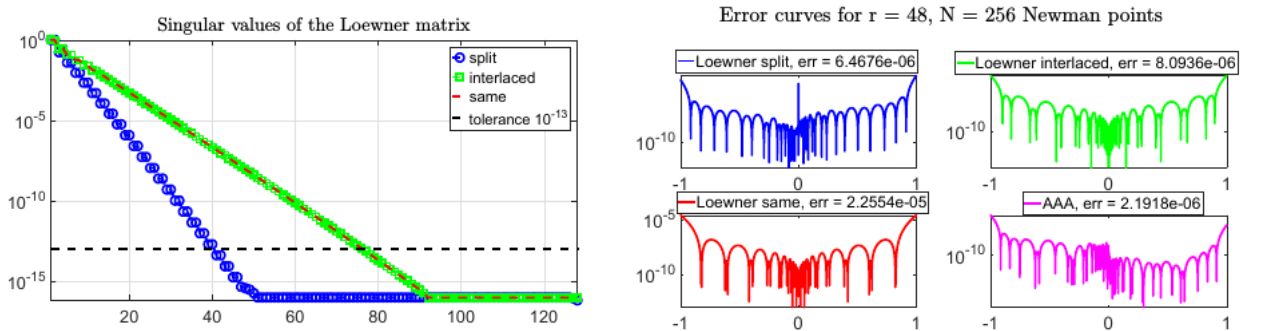 Singular values of the Loewner matrix
10^0
10^-5
10^-10
10^-15
20 40 60 80 100 120
split
interlaced
same
tolerance 10^-13
Error curves for r = 48, N = 256 Newman points
Loewner split, err = 6.4676e-06
10^-10
-1 0 1
Loewner interlaced, err = 8.0936e-06
10^-10
-1 0 1
Loewner same, err = 2.2554e-05
10^-5
10^-10
-1 0 1
AAA, err = 2.1918e-06
10^-10
-1 0 1